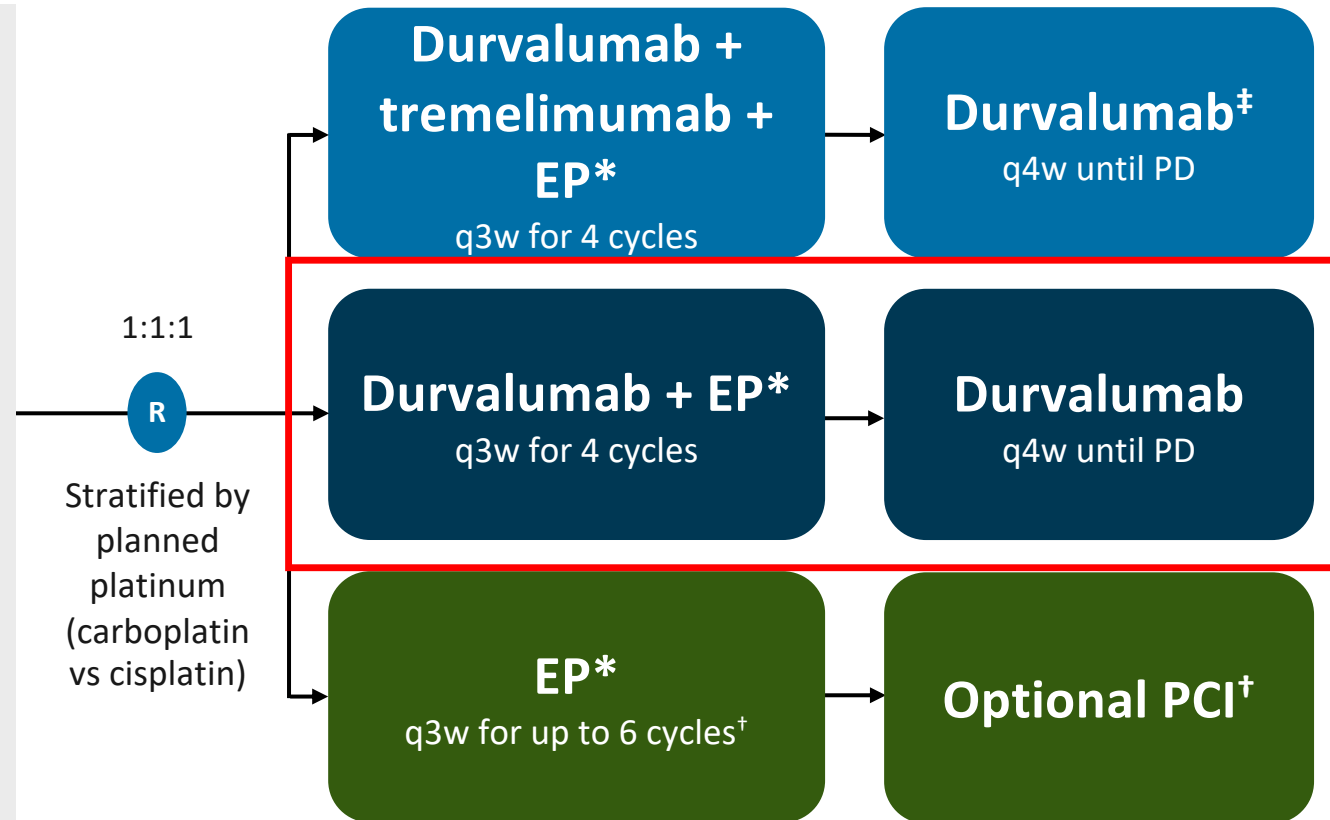 1:1:1
R
Stratified by
planned
platinum
(carboplatin
vs cisplatin)
Durvalumab +
tremelimumab +
EP*
q3w for 4 cycles
Durvalumab‡
q4w until PD
Durvalumab + EP*
q3w for 4 cycles
Durvalumab
q4w until PD
EP*
q3w for up to 6 cycles†
Optional PCI†